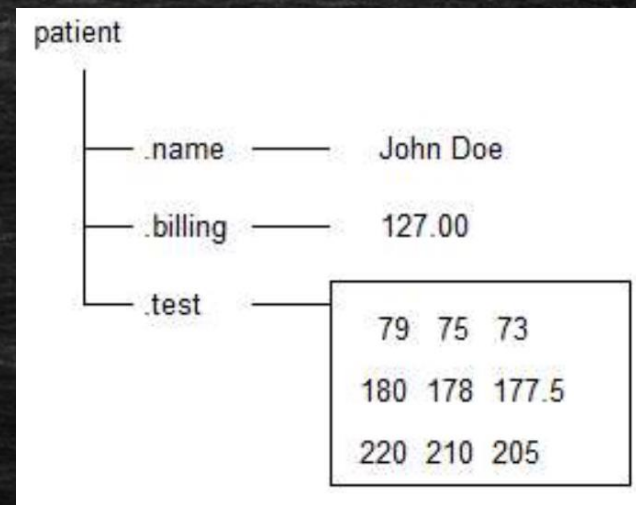 patient
.name John Doe
.billing 127.00
.test
79 75 73
180 178 177.5
220 210 205